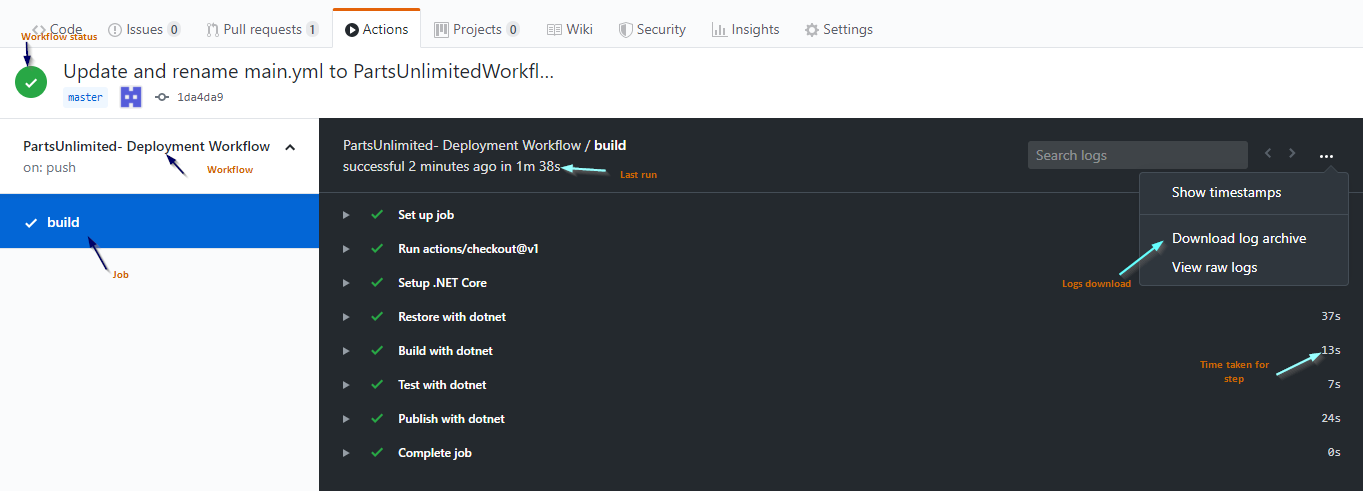 Code Issues 0 Pull requests 1 Actions Projects 0 Wiki Security Insights Settings
Workflow status
Update and rename main.yml to PartsUnlimitedWorkfl...
master 1da4da9
PartsUnlimited- Deployment Workflow
on: push
Workflow
build
Job
PartsUnlimited- Deployment Workflow / build
successful 2 minutes ago in 1m 38s
Last run
Search logs
Show timestamps
Download log archive
View raw logs
Logs download
Set up job
Run actions/checkout@v1
Setup .NET Core
Restore with dotnet 37s
Build with dotnet 13s
Time taken for
step
Test with dotnet 7s
Publish with dotnet 24s
Complete job 0s